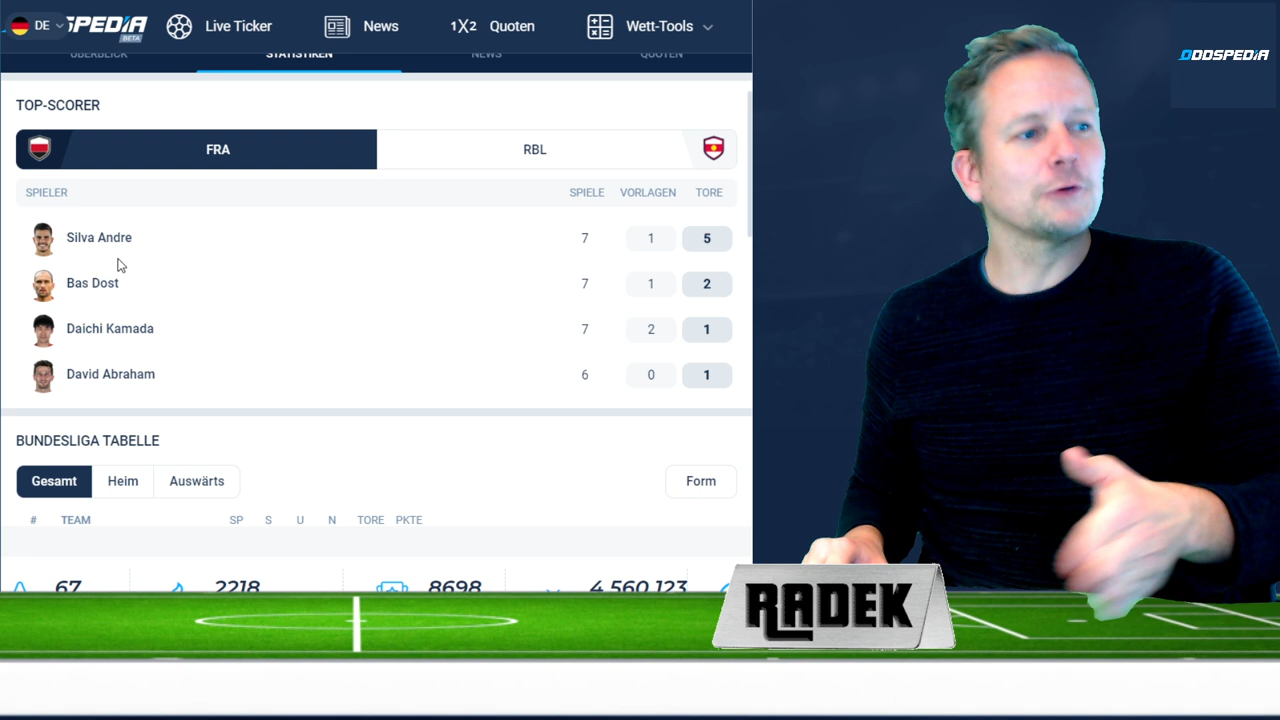 DE
SPEDIA
BETA
Live Ticker
News
1X2 Quoten
Wett-Tools
ODDSPEDIA
ÜBERBLICK
STATISTIKEN
NEWS
QUOTEN
TOP-SCORER
FRA
RBL
SPIELER SPIELE VORLAGEN TORE
Silva Andre 7 1 5
Bas Dost 7 1 2
Daichi Kamada 7 2 1
David Abraham 6 0 1
BUNDESLIGA TABELLE
Gesamt Heim Auswärts Form
# TEAM SP S U N TORE PKTE
67 2218 8698 4 560 123
RADEK